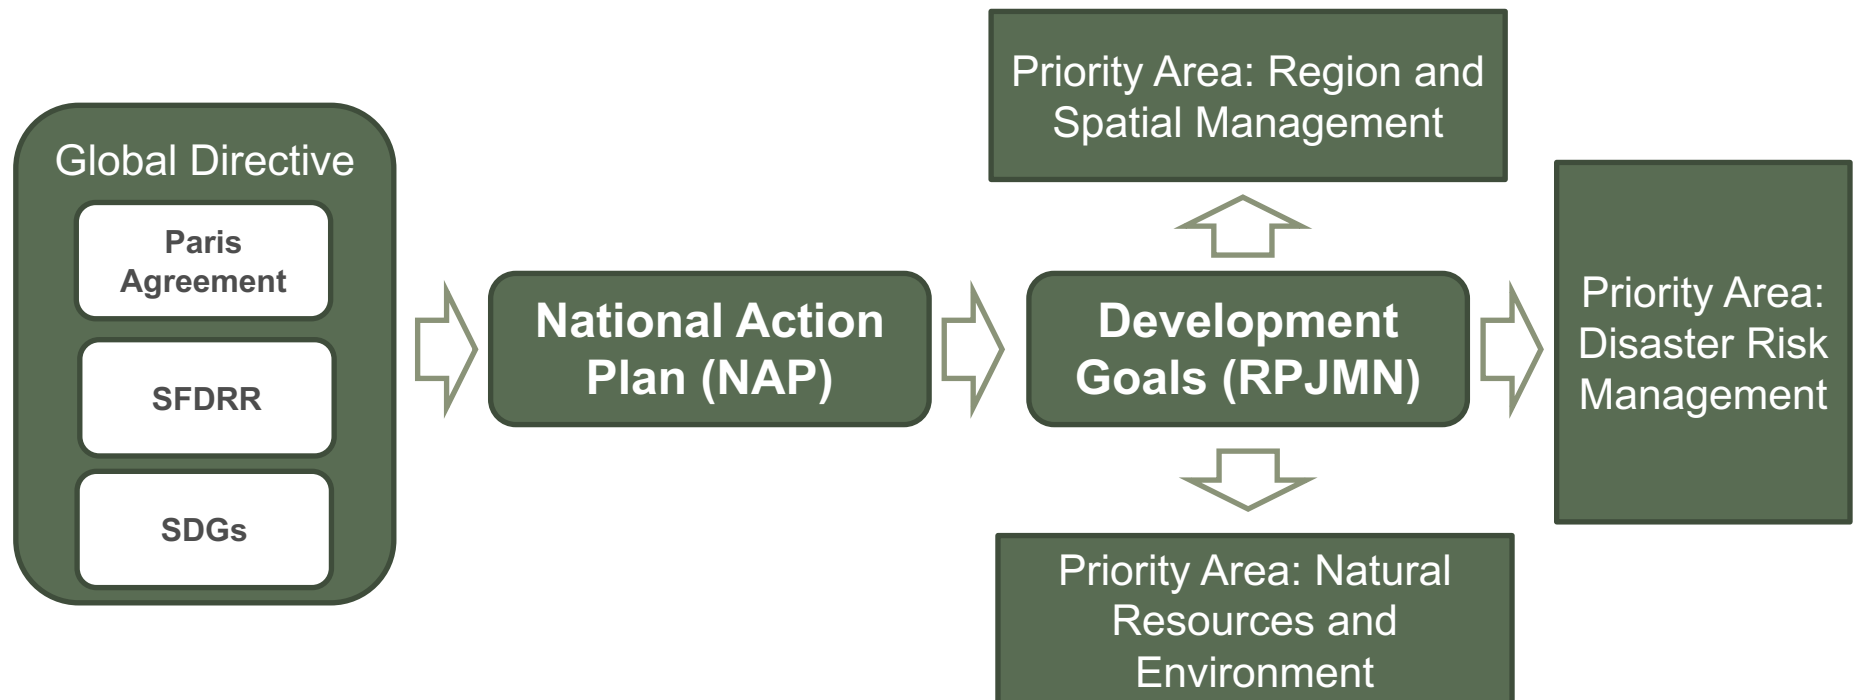 Global Directive
Paris
Agreement
SFDRR
SDGs
National Action
Plan (NAP)
Development
Goals (RPJMN)
Priority Area: Region and
Spatial Management
Priority Area:
Disaster Risk
Management
Priority Area: Natural
Resources and
Environment